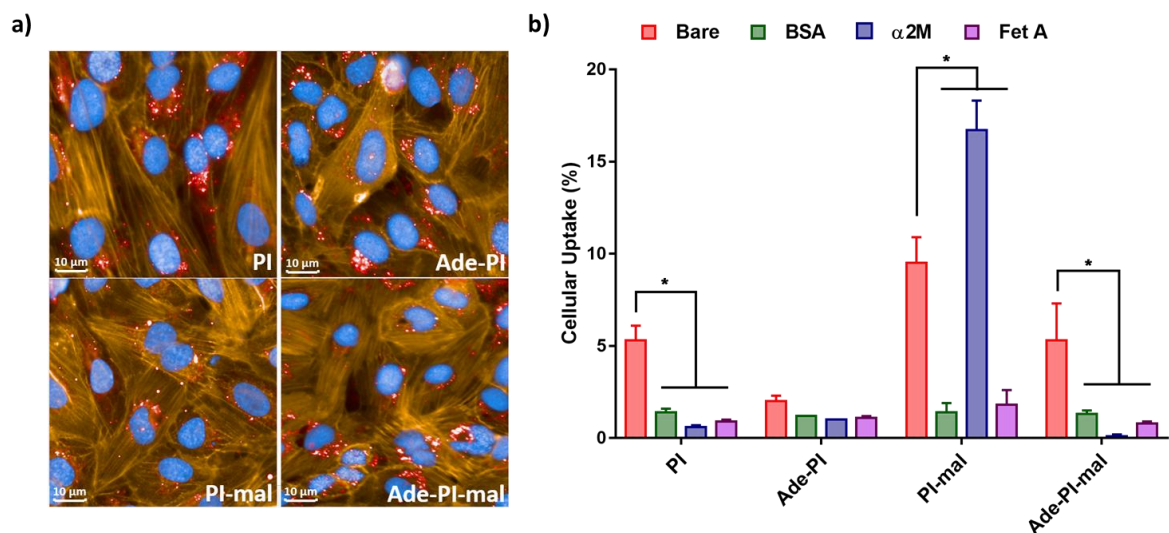 a)
PI
10 μm
Ade-PI
10 μm
PI-mal
10 μm
Ade-PI-mal
10 μm
b)
Bare BSA α2M Fet A
Cellular Uptake (%)
20
15
10
5
0
*
*
*
PI
Ade-PI
PI-mal
Ade-PI-mal